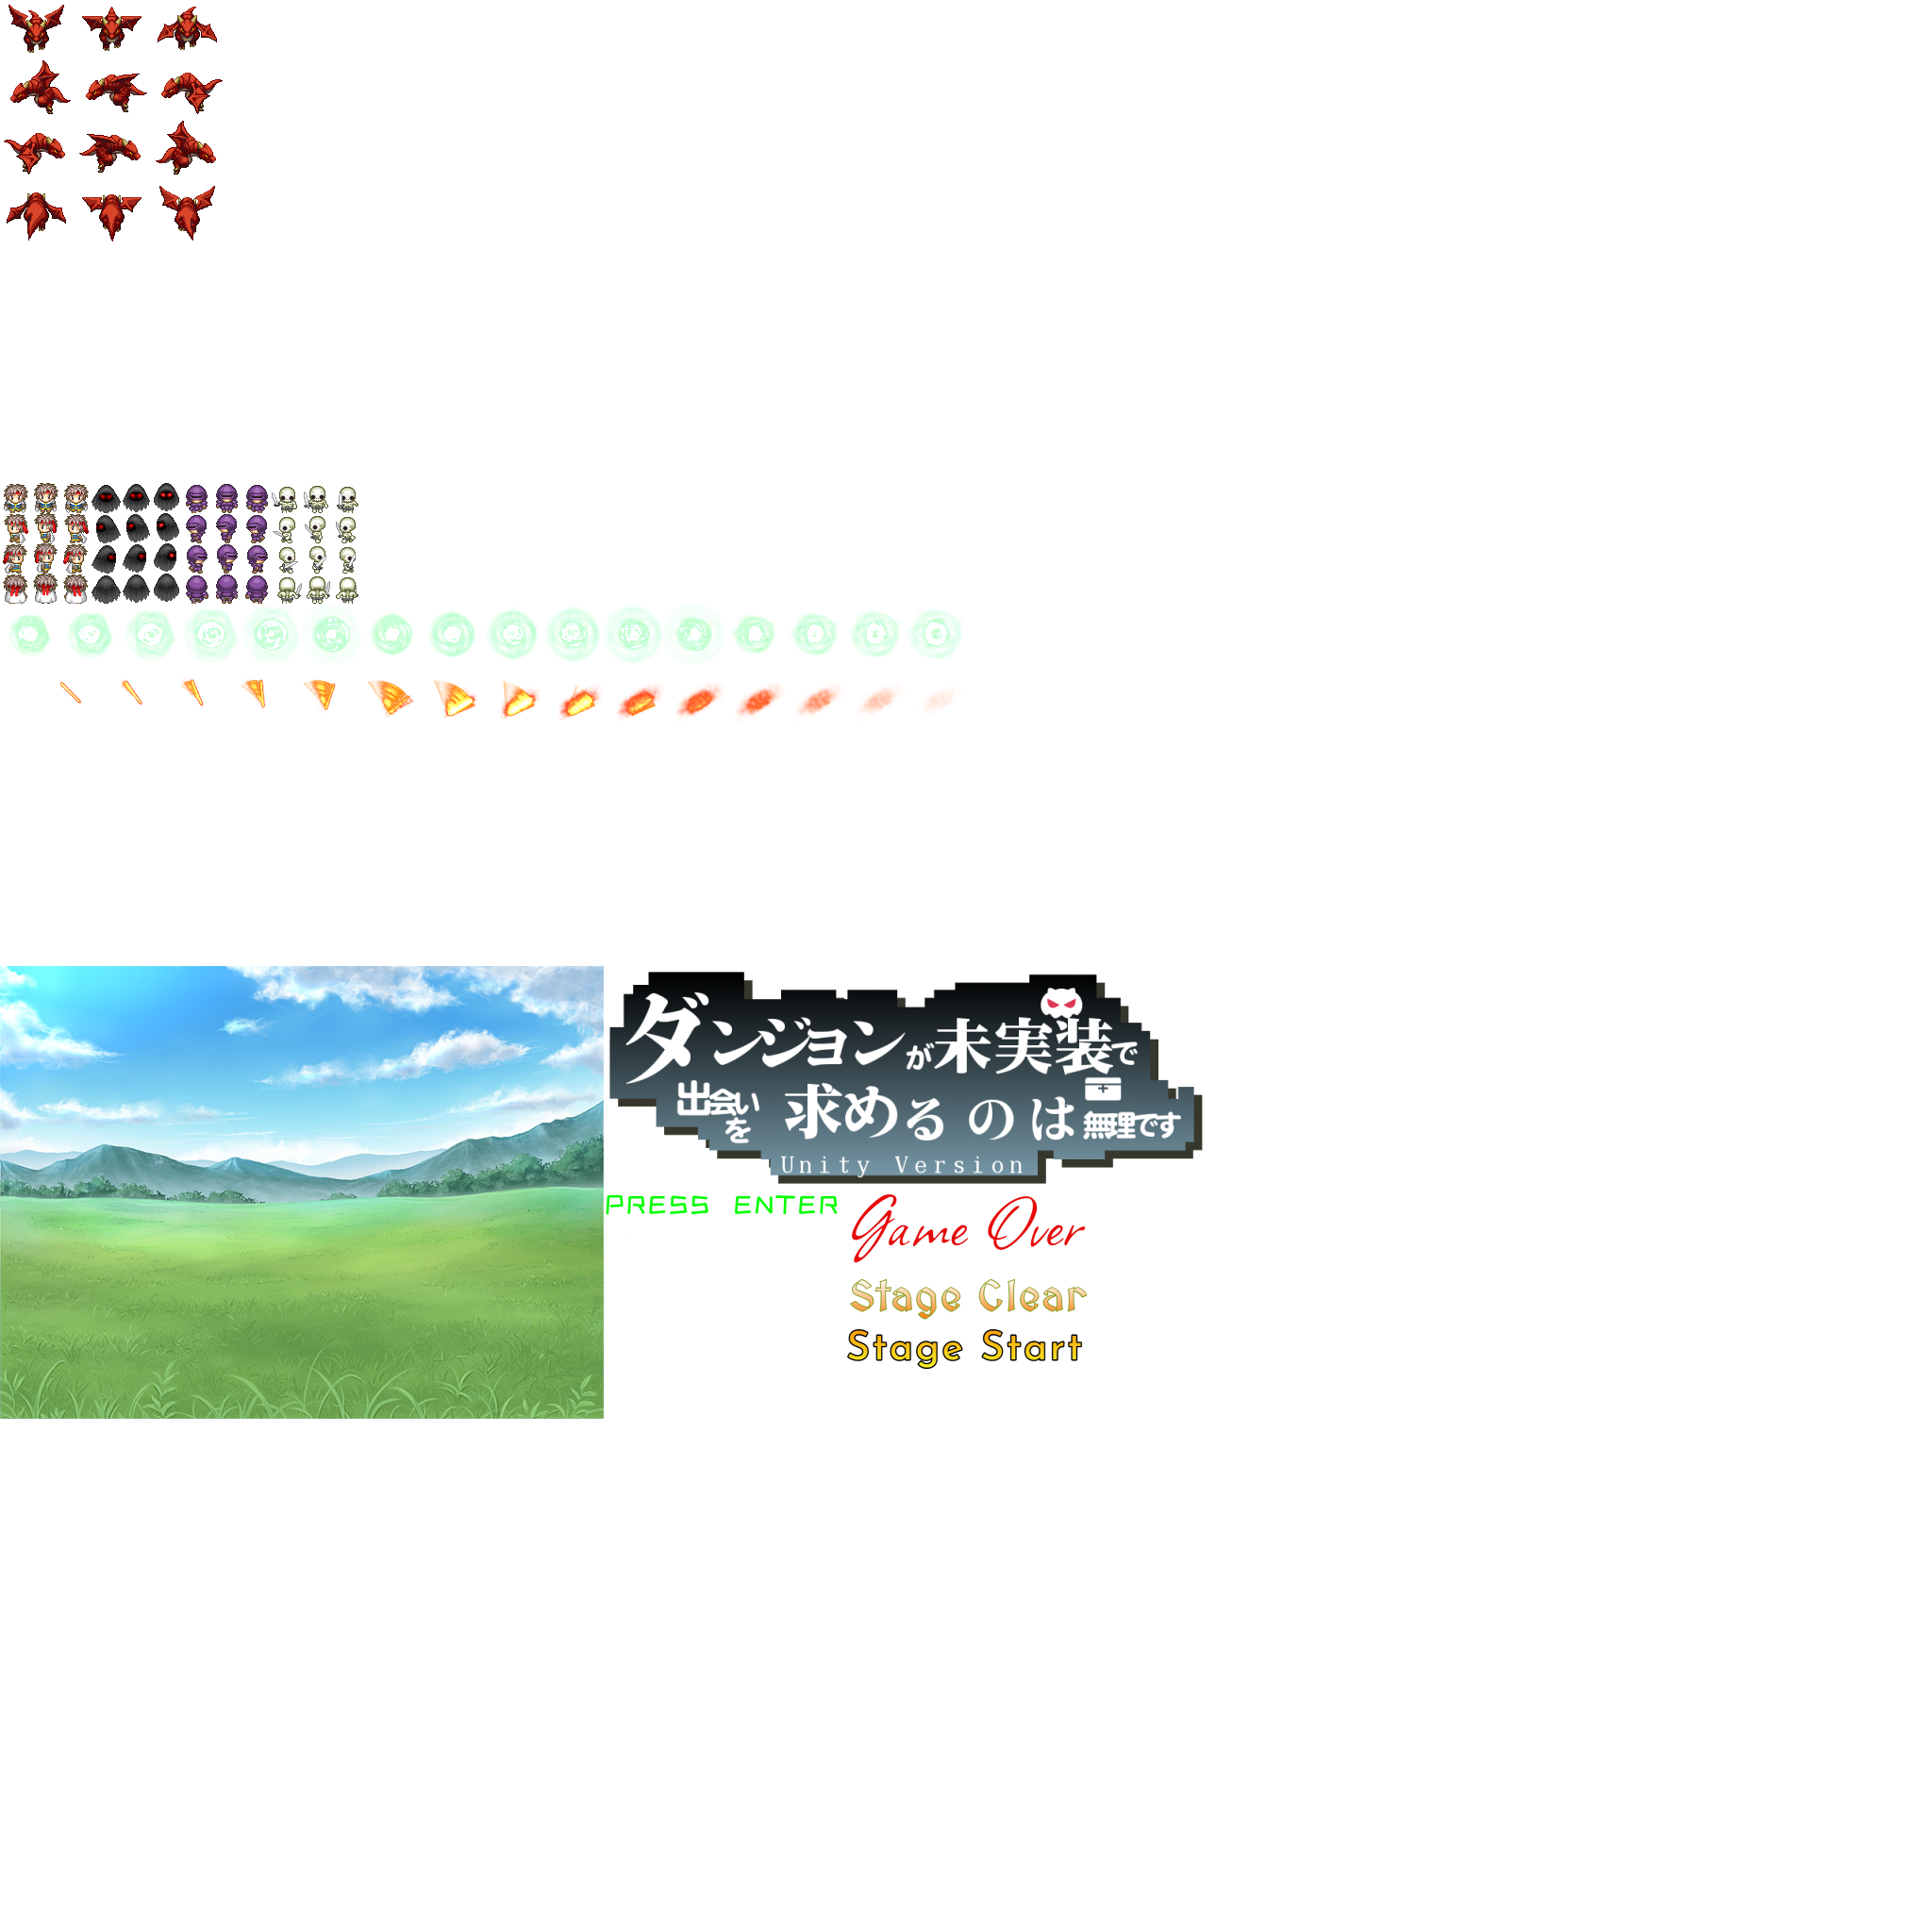 ダンジョンが未実装で
出会いを求めるのは無理です
Unity Version
PRESS ENTER
Game Over
Stage Clear
Stage Start